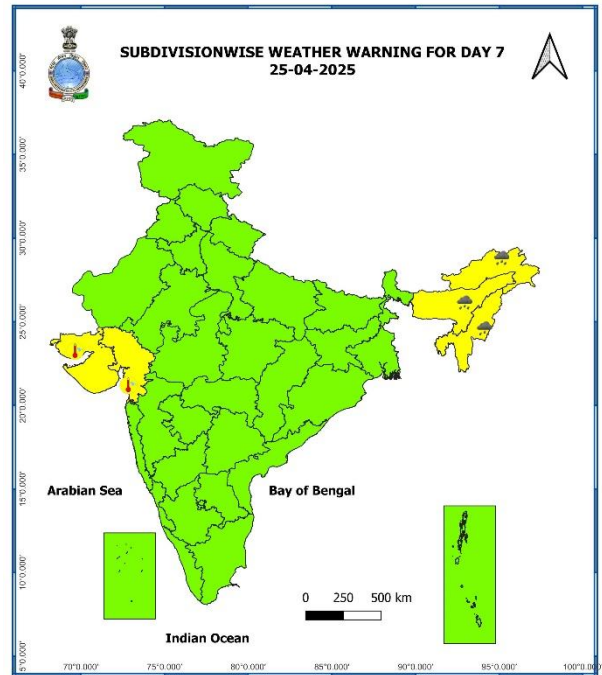 SUBDIVISIONWISE WEATHER WARNING FOR DAY 7
25-04-2025
40°0.000'
35°0.000'
30°0.000'
25°0.000'
20°0.000'
15°0.000'
10°0.000'
5°0.000'
Arabian Sea
Bay of Bengal
0 250 500 km
Indian Ocean
70°0.000' 75°0.000' 80°0.000' 85°0.000' 90°0.000' 95°0.000' 100°0.000'